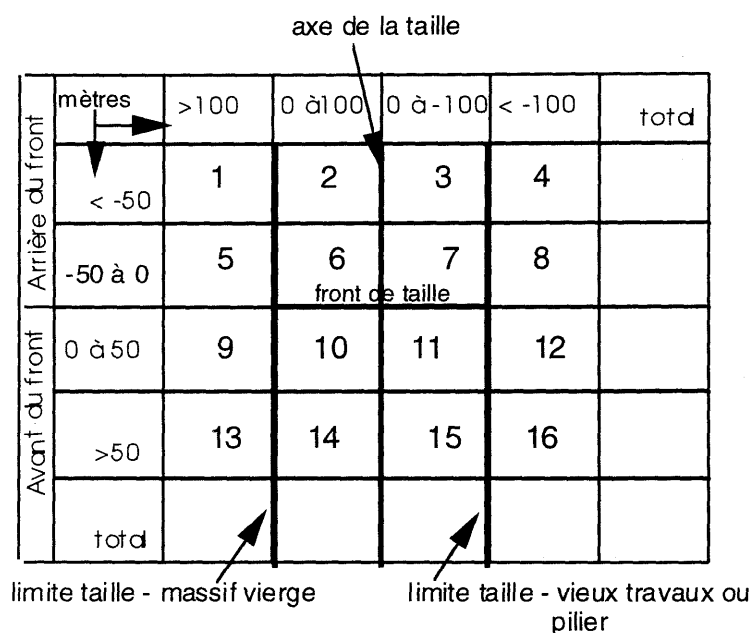 axe de la taille
mètres >100 0 à100 0 à -100 < -100 total
Arrière du front
< -50 1 2 3 4
-50 à 0 5 6 7 8
front de taille
Avant du front
0 à50 9 10 11 12
>50 13 14 15 16
total
limite taille - massif vierge
limite taille - vieux travaux ou
pilier